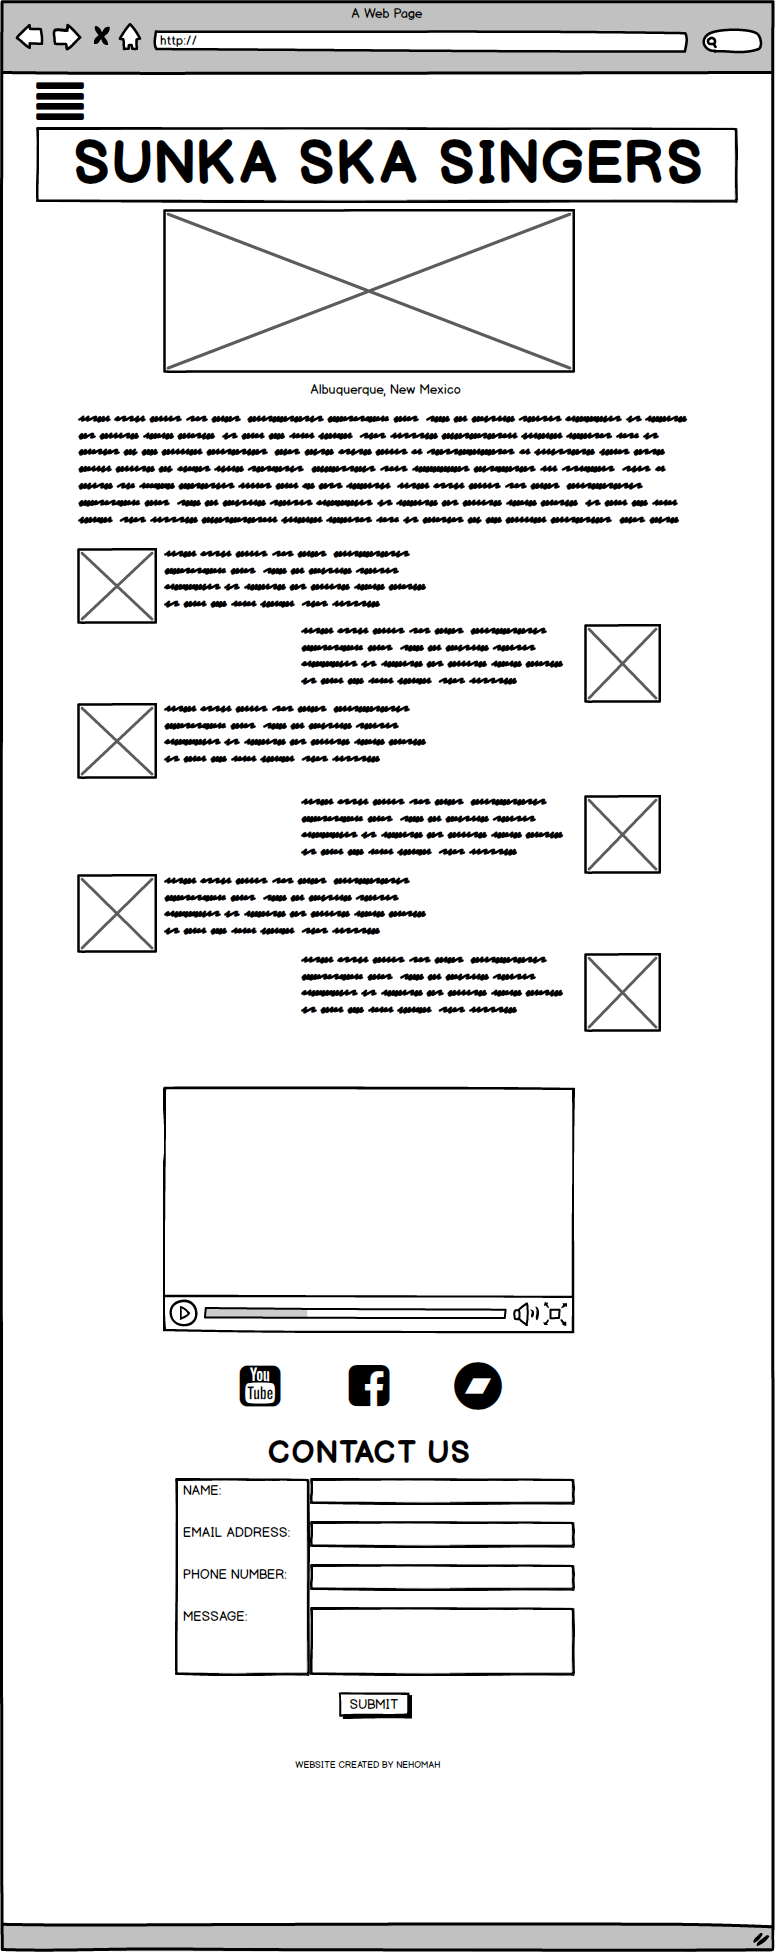 A Web Page
http://
SUNKA SKA SINGERS
Albuquerque, New Mexico
You
Tube
CONTACT US
NAME:
EMAIL ADDRESS:
PHONE NUMBER:
MESSAGE:
SUBMIT
WEBSITE CREATED BY NEHOMAH